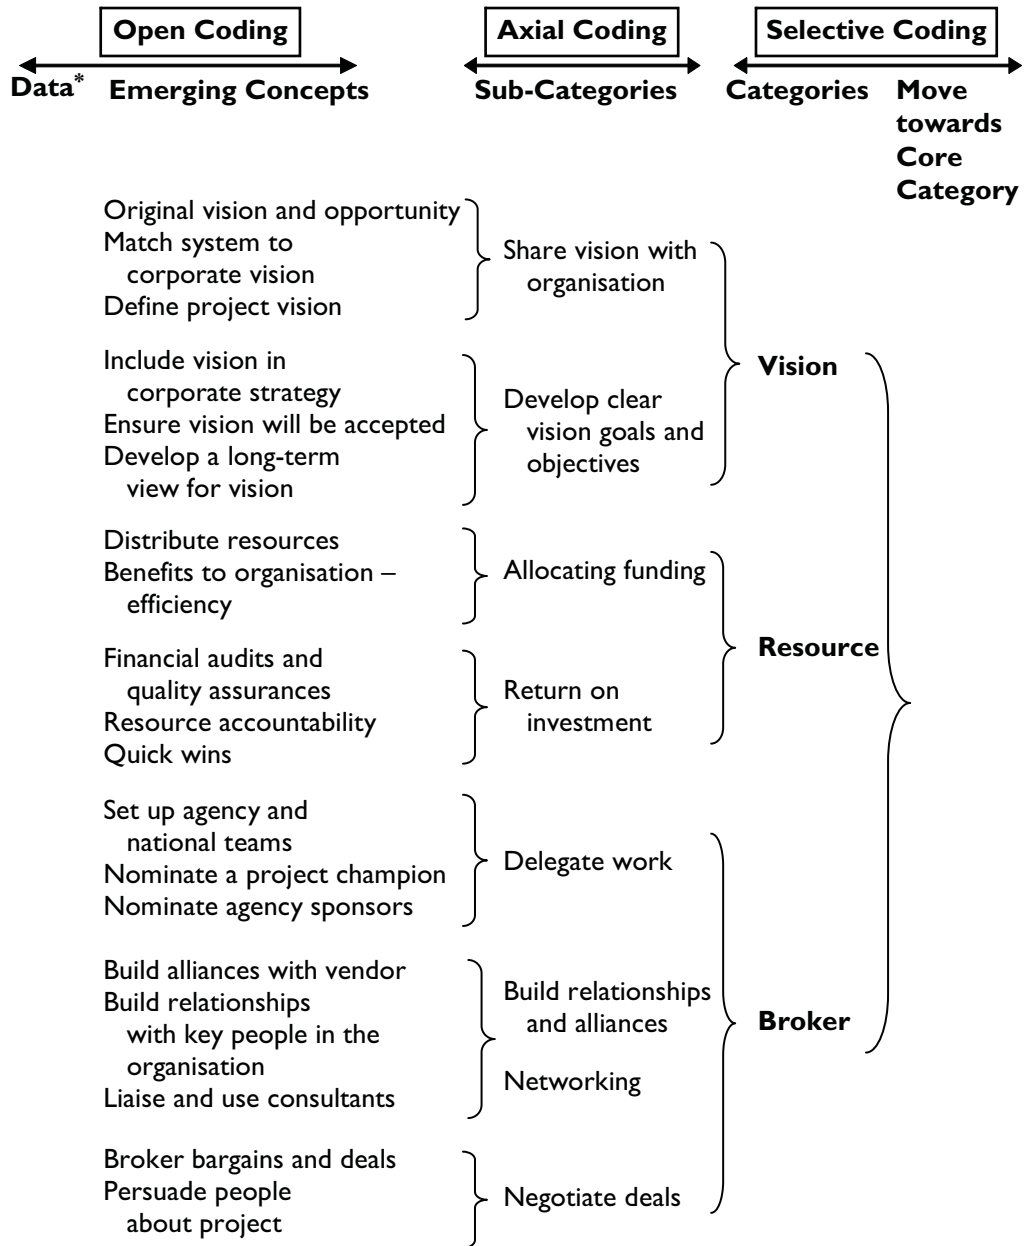 Open Coding
Axial Coding
Selective Coding
Data* Emerging Concepts
Sub-Categories
Categories
Move
towards
Core
Category
Original vision and opportunity
Match system to
corporate vision
Define project vision
Share vision with
organisation
Include vision in
corporate strategy
Ensure vision will be accepted
Develop a long-term
view for vision
Develop clear
vision goals and
objectives
Vision
Distribute resources
Benefits to organisation –
efficiency
Allocating funding
Financial audits and
quality assurances
Resource accountability
Quick wins
Return on
investment
Resource
Set up agency and
national teams
Nominate a project champion
Nominate agency sponsors
Delegate work
Build alliances with vendor
Build relationships
with key people in the
organisation
Liaise and use consultants
Build relationships
and alliances
Networking
Broker
Broker bargains and deals
Persuade people
about project
Negotiate deals